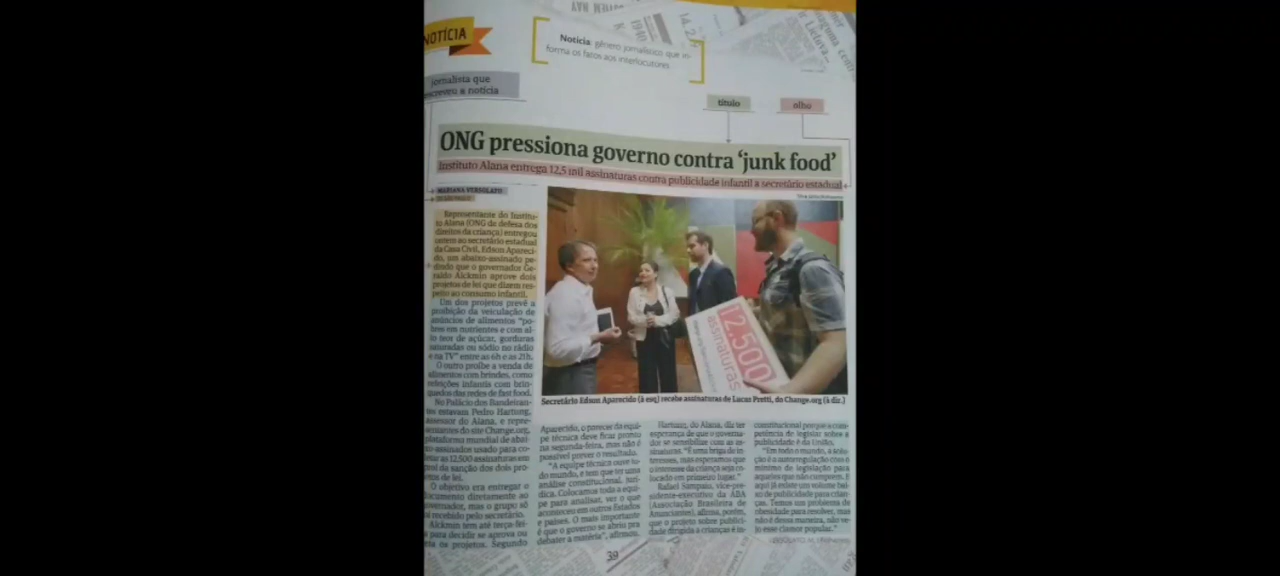 NOTÍCIA
Notícia: gênero jornalístico que in-
forma os fatos aos interlocutores.
jornalista que
escreveu a notícia
título
olho
ONG pressiona governo contra 'junk food'
Instituto Alana entrega 12,5 mil assinaturas contra publicidade infantil a secretário estadual
MARIANA VERSOLATO
DE SÃO PAULO
Representante do Institu-
to Alana (ONG de defesa dos
direitos da criança) entregou
ontem ao secretário estadual
da Casa Civil, Edson Apareci-
do, um abaixo-assinado pe-
dindo que o governador Ge-
raldo Alckmin aprove dois
projetos de lei que dizem res-
peito ao consumo infantil.
Um dos projetos prevê a
proibição da veiculação de
anúncios de alimentos "po-
bres em nutrientes e com al-
to teor de açúcar, gorduras
saturadas ou sódio no rádio
e na TV" entre as 6h e as 21h.
O outro proíbe a venda de
alimentos com brindes, como
refeições infantis com brin-
quedos das redes de fast food.
No Palácio dos Bandeiran-
tes estavam Pedro Hartung,
assessor do Alana, e repre-
sentantes do site Change.org,
plataforma mundial de abai-
xo-assinados usado para co-
letar as 12.500 assinaturas em
prol da sanção dos dois pro-
jetos de lei.
O objetivo era entregar o
documento diretamente ao
governador, mas o grupo só
foi recebido pelo secretário.
Alckmin tem até terça-fei-
ra para decidir se aprova ou
veta os projetos. Segundo
12.500
assinaturas
Secretário Edson Aparecido (à esq) recebe assinaturas de Lucas Pretti, do Change.org (à dir.)
Aparecido, o parecer da equi-
pe técnica deve ficar pronto
na segunda-feira, mas não é
possível prever o resultado.
"A equipe técnica ouve to-
do mundo, e tem que ter uma
análise constitucional, jurí-
dica. Colocamos toda a equi-
pe para analisar, ver o que
aconteceu em outros Estados
e países. O mais importante
é que o governo se abriu pra
debater a matéria", afirmou.
Hartung, do Alana, diz ter
esperança de que o governa-
dor se sensibilize com as as-
sinaturas. "É uma briga de in-
teresses, mas esperamos que
o interesse da criança seja co-
locado em primeiro lugar."
Rafael Sampaio, vice-pre-
sidente-executivo da ABA
(Associação Brasileira de
Anunciantes), afirma, porém,
que o projeto sobre publici-
dade dirigida a crianças é in-
constitucional porque a com-
petência de legislar sobre a
publicidade é da União.
"Em todo o mundo, a solu-
ção é a autorregulação com o
mínimo de legislação para
aqueles que não cumprem. E
aqui já existe um volume bai-
xo de publicidade para crian-
ças. Temos um problema de
obesidade para resolver, mas
não é dessa maneira, não ve-
jo esse clamor popular."
39